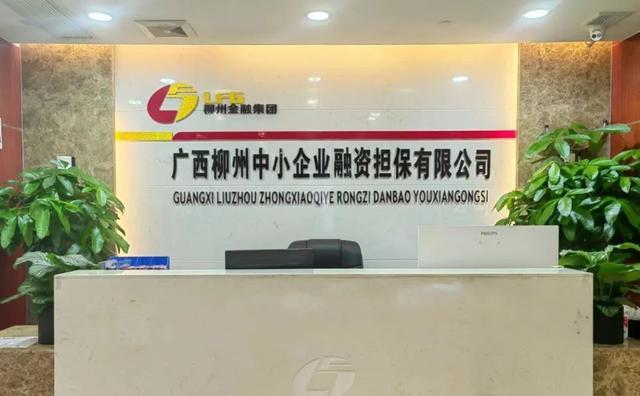 LFG
柳州金融集团
广西柳州中小企业融资担保有限公司
GUANGXI LIUZHOU ZHONGXIAOQIYE RONGZI DANBAO YOUXIANGONGSI
PHILIPS